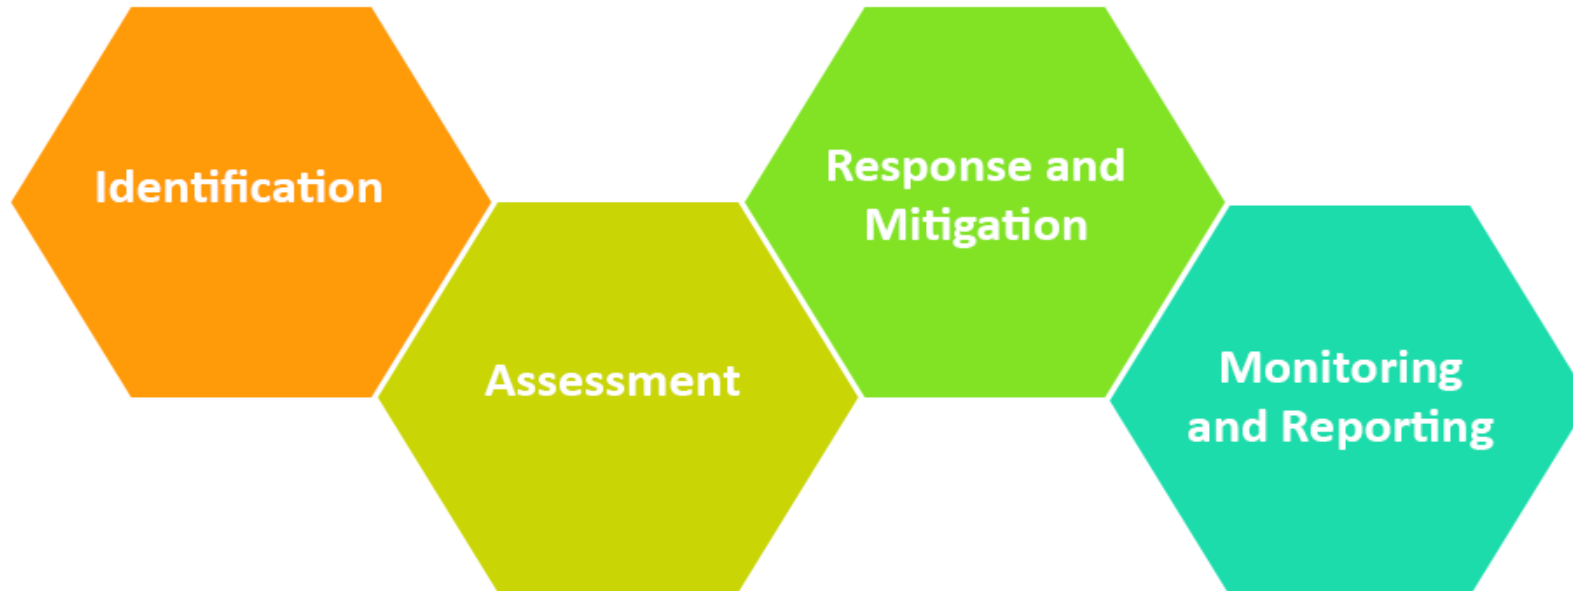 Identification
Assessment
Response and
Mitigation
Monitoring
and Reporting